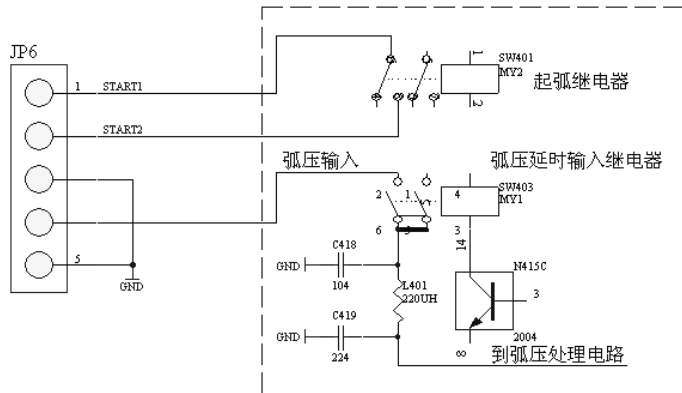 JP6
1 START1
START2
5
GND
1
SW401
MY2
2
起弧继电器
弧压输入
弧压延时输入继电器
2 1
4
SW403
MY1
6 5
3
14
GND C418
104
L401
220UH
GND C419
224
N415C
3
2004
8
到弧压处理电路